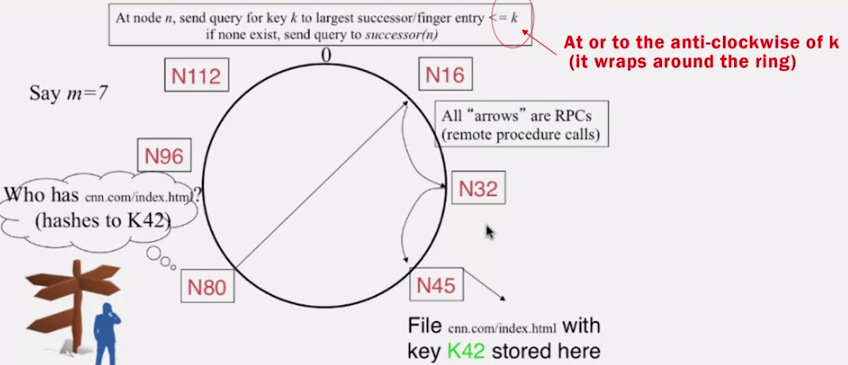 At node n, send query for key k to largest successor/finger entry <= k
if none exist, send query to successor(n)
At or to the anti-clockwise of k
(it wraps around the ring)
0
N112
N16
Say m=7
All “arrows” are RPCs
(remote procedure calls)
N96
Who has cnn.com/index.html?
(hashes to K42)
N32
N80
N45
File cnn.com/index.html with
key K42 stored here